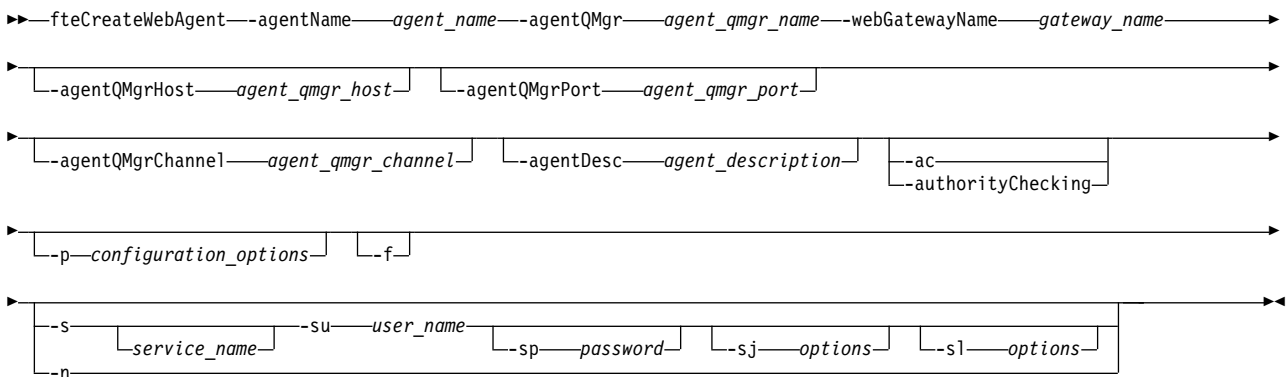 fteCreateWebAgent -agentName agent_name -agentQMgr agent_qmgr_name -webGatewayName gateway_name
-agentQMgrHost agent_qmgr_host -agentQMgrPort agent_qmgr_port
-agentQMgrChannel agent_qmgr_channel -agentDesc agent_description -ac
-authorityChecking
-p configuration_options -f
-s -su user_name
service_name -sp password -sj options -sl options
-n